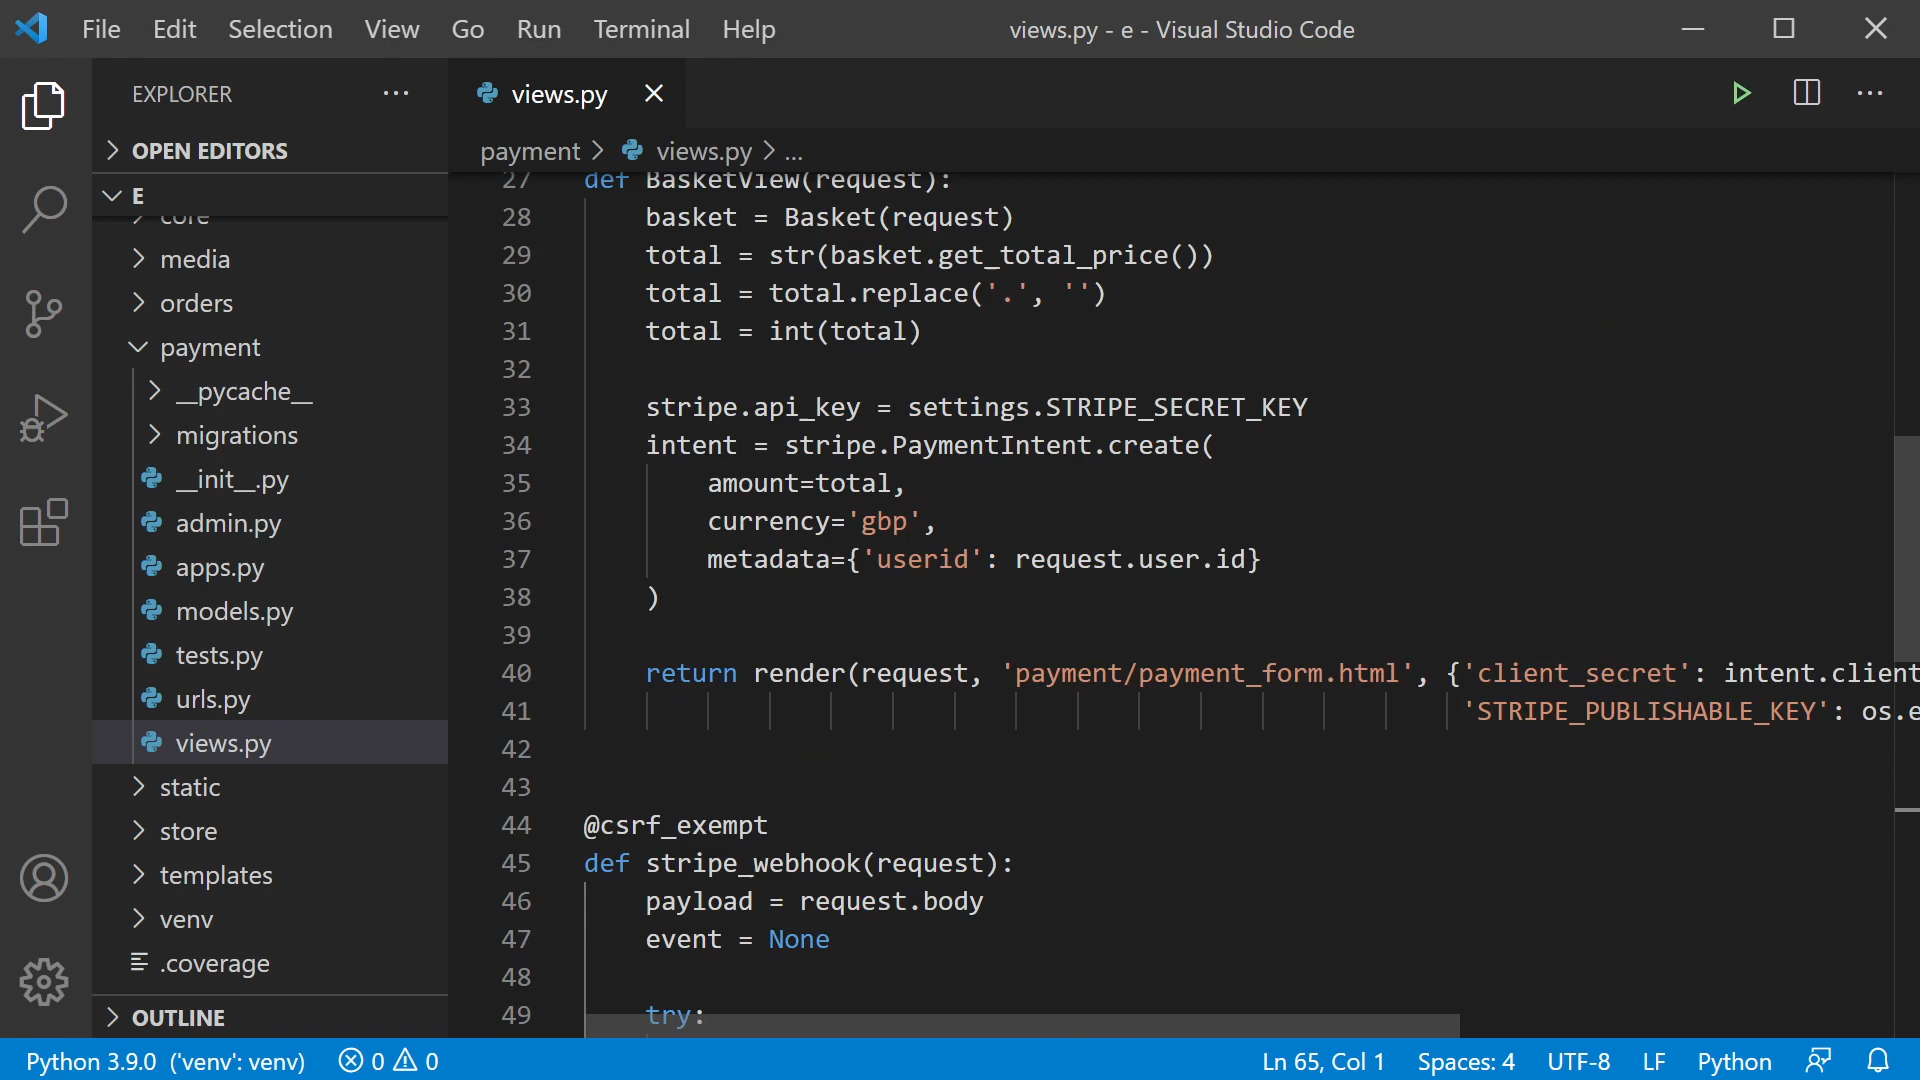 File Edit Selection View Go Run Terminal Help
views.py - e - Visual Studio Code
EXPLORER
views.py
OPEN EDITORS
payment > views.py > ...
E
core
media
orders
payment
__pycache__
migrations
__init__.py
admin.py
apps.py
models.py
tests.py
urls.py
views.py
static
store
templates
venv
.coverage
OUTLINE
27 def BasketView(request):
28 basket = Basket(request)
29 total = str(basket.get_total_price())
30 total = total.replace('.', '')
31 total = int(total)
32
33 stripe.api_key = settings.STRIPE_SECRET_KEY
34 intent = stripe.PaymentIntent.create(
35 amount=total,
36 currency='gbp',
37 metadata={'userid': request.user.id}
38 )
39
40 return render(request, 'payment/payment_form.html', {'client_secret': intent.client
41 'STRIPE_PUBLISHABLE_KEY': os.e
42
43
44 @csrf_exempt
45 def stripe_webhook(request):
46 payload = request.body
47 event = None
48
49 try:
Python 3.9.0 ('venv': venv) 0 0 Ln 65, Col 1 Spaces: 4 UTF-8 LF Python